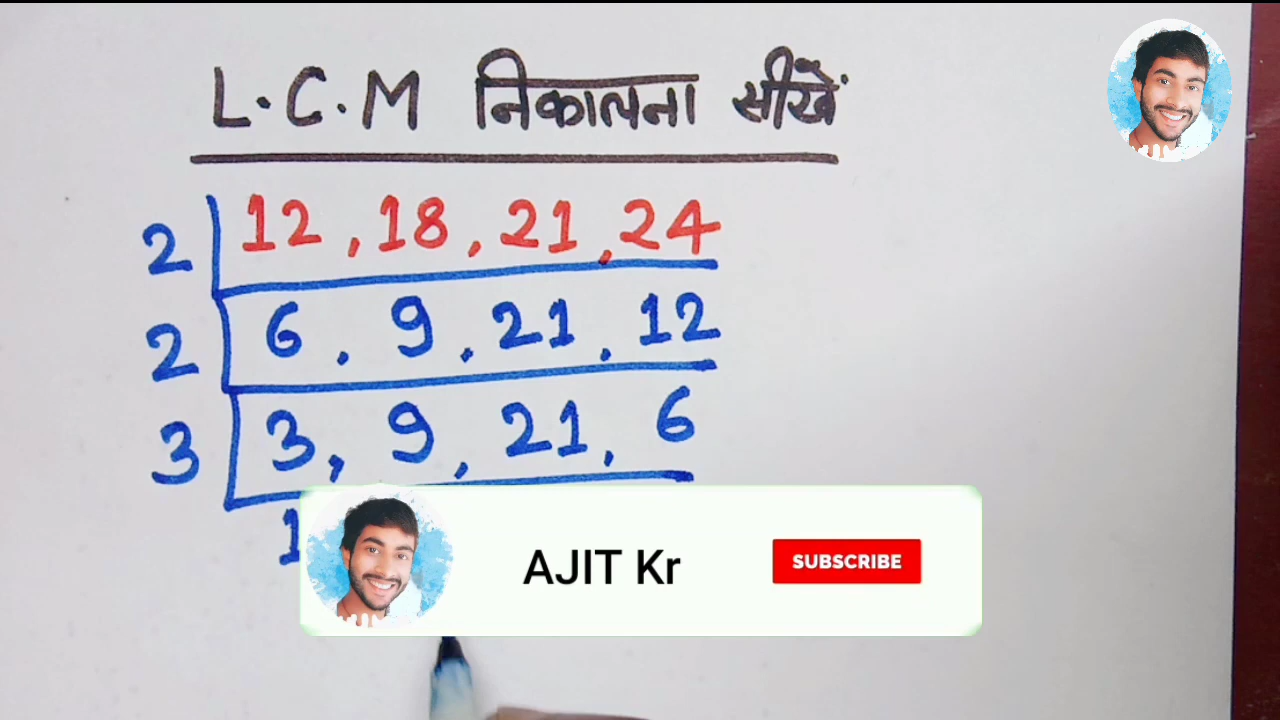 L.C.M निकालना सीखें
2 | 12, 18, 21, 24
2 | 6, 9, 21, 12
3 | 3, 9, 21, 6
1
AJIT Kr SUBSCRIBE